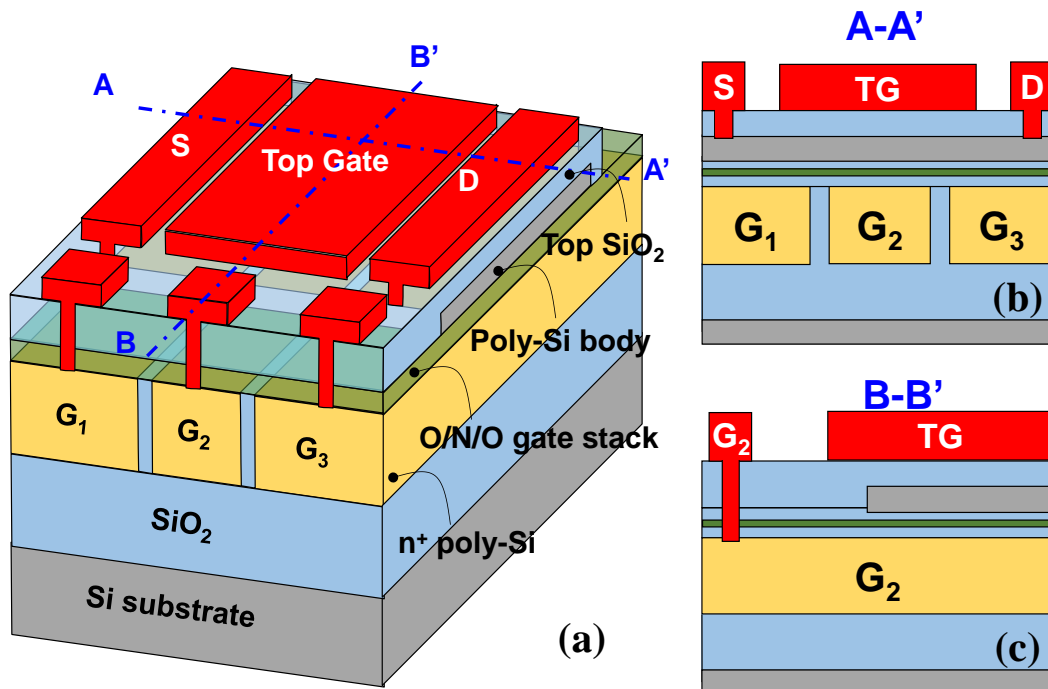 A
B’
S
Top Gate
D
A’
Top SiO₂
B
Poly-Si body
G₁
G₂
G₃
O/N/O gate stack
SiO₂
n⁺ poly-Si
Si substrate
(a)
A-A’
S
TG
D
G₁
G₂
G₃
(b)
B-B’
G₂
TG
G₂
(c)